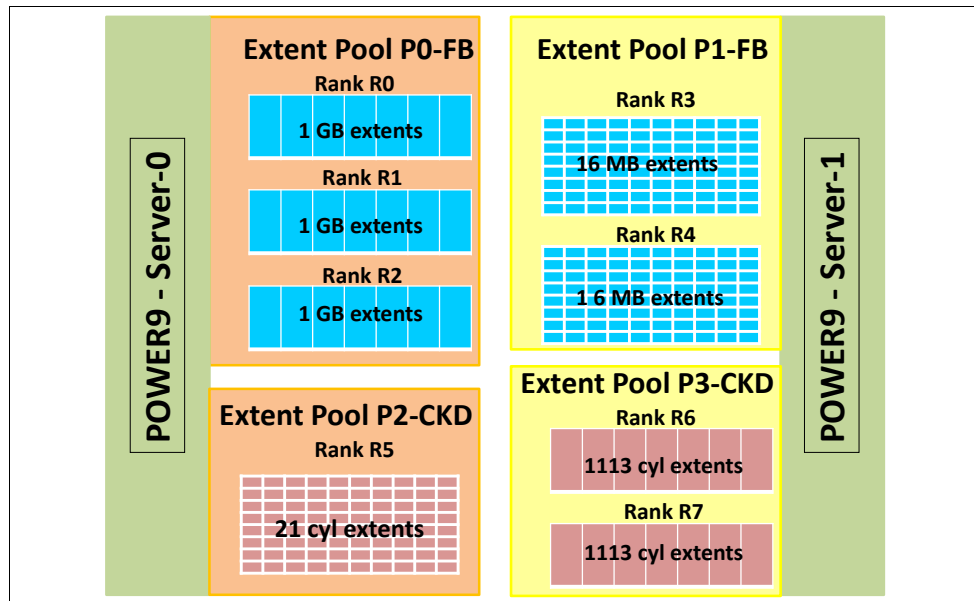 POWER9 - Server-0
Extent Pool P0-FB
Rank R0
1 GB extents
Rank R1
1 GB extents
Rank R2
1 GB extents
Extent Pool P2-CKD
Rank R5
21 cyl extents
Extent Pool P1-FB
Rank R3
16 MB extents
Rank R4
1 6 MB extents
Extent Pool P3-CKD
Rank R6
1113 cyl extents
Rank R7
1113 cyl extents
POWER9 - Server-1